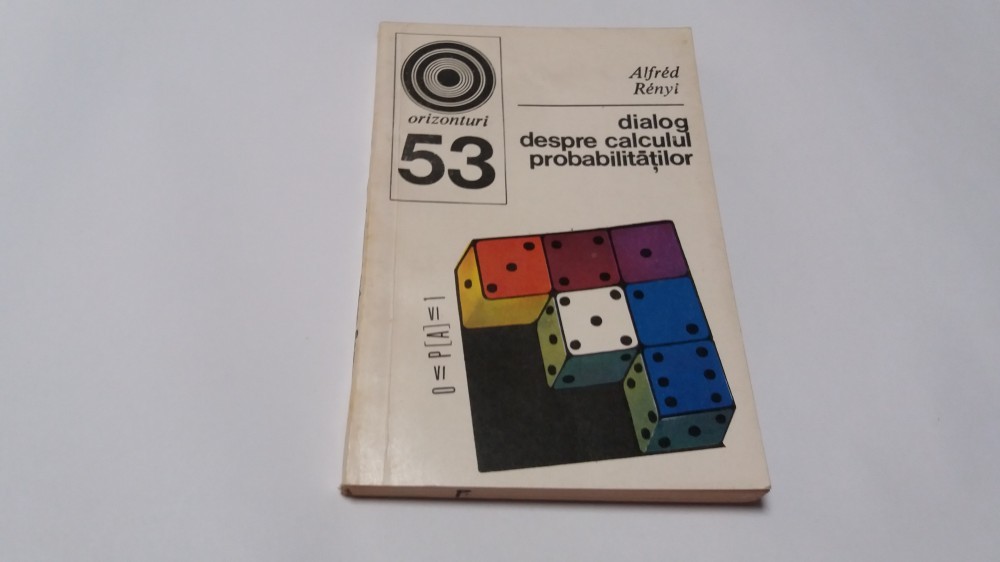 orizonturi
53
Alfréd
Rényi
dialog
despre calculul
probabilităților
0 ≤ P[A] ≤ 1